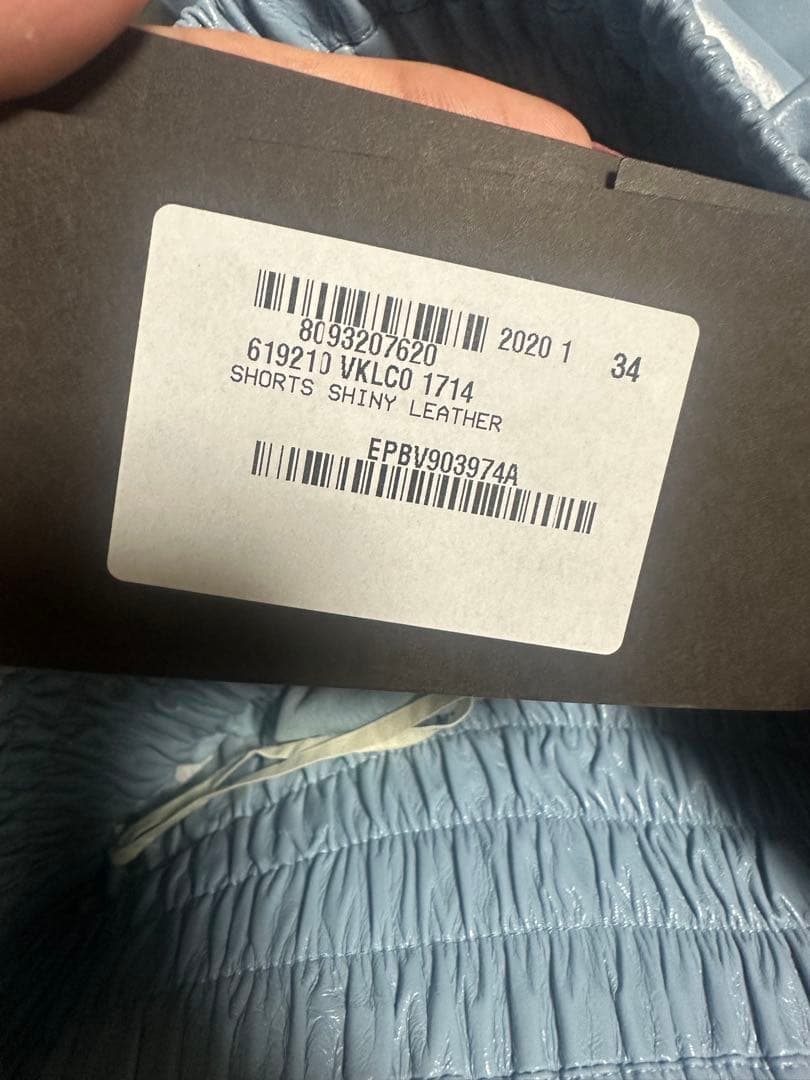 2020 1 34
8093207620
619210 VKLC0 1714
SHORTS SHINY LEATHER
EPBV903974A